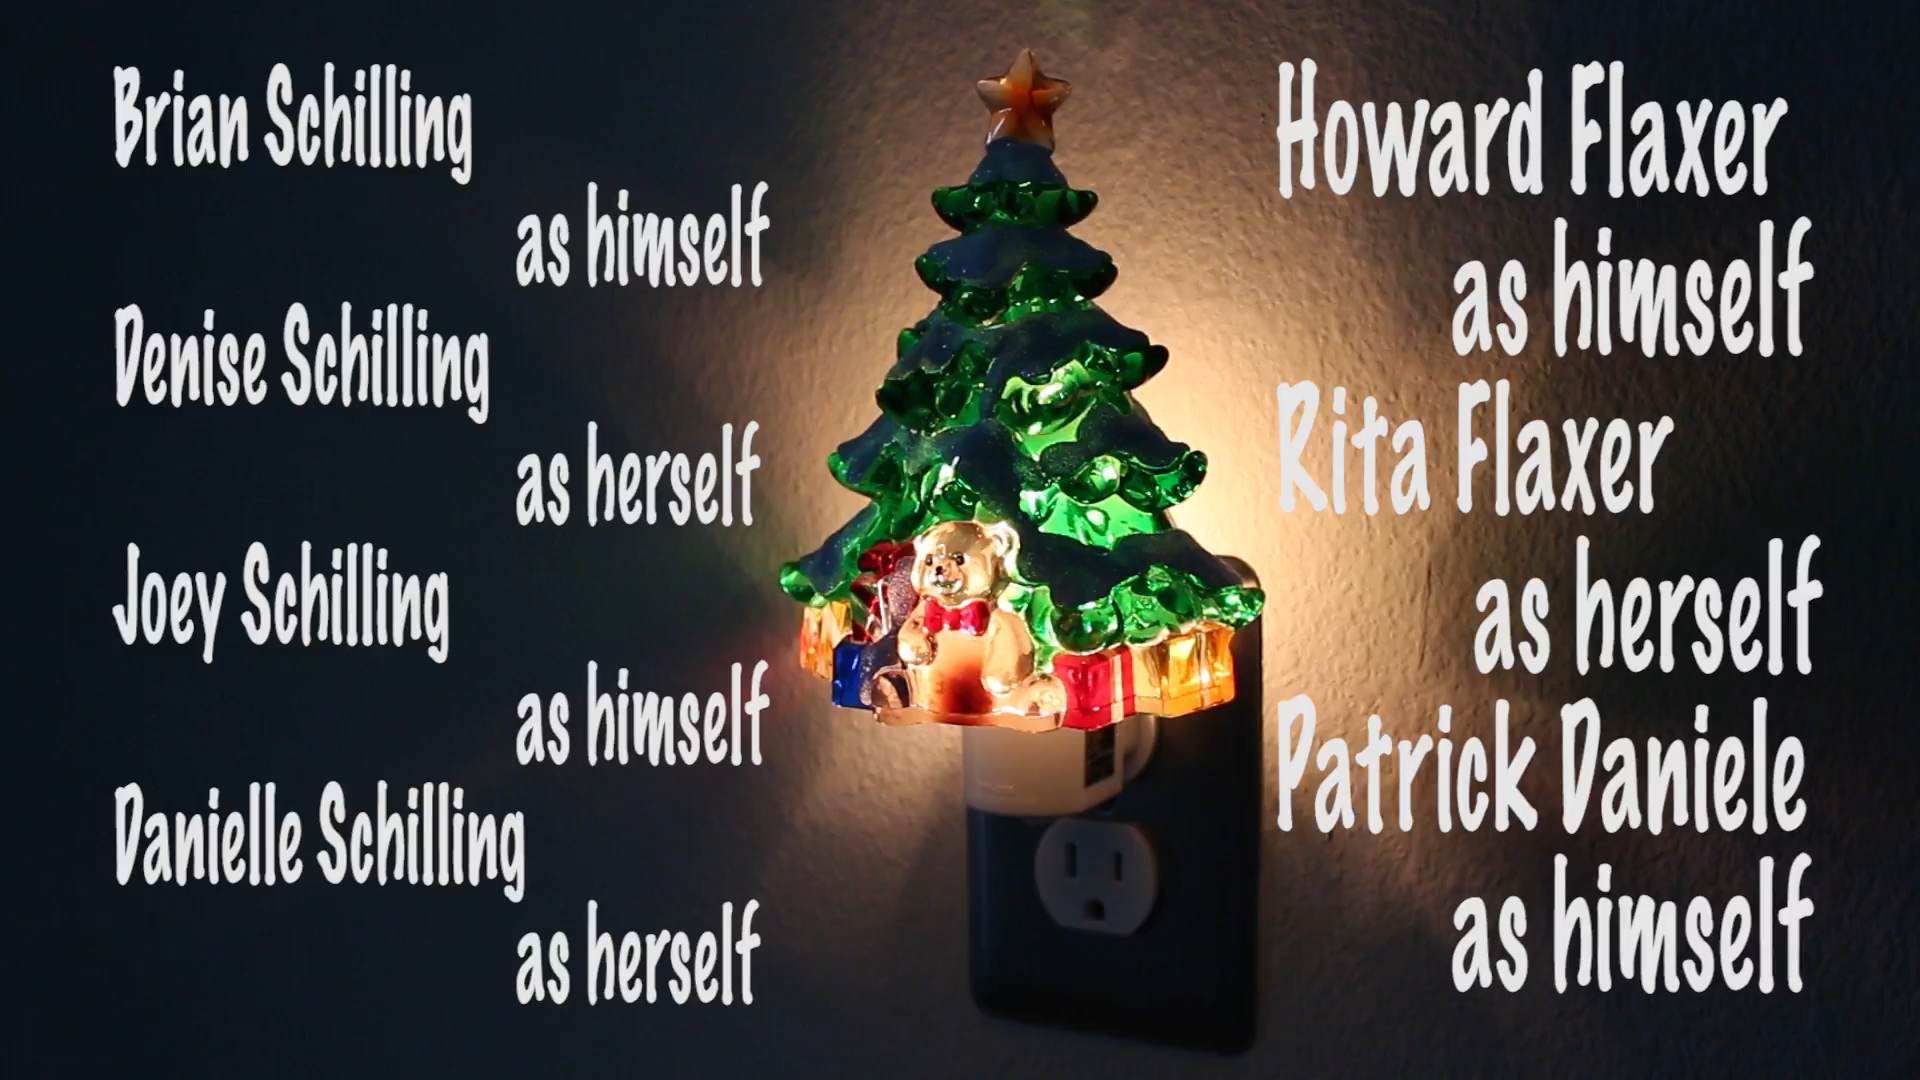 Brian Schilling
as himself
Denise Schilling
as herself
Joey Schilling
as himself
Danielle Schilling
as herself
Howard Flaxer
as himself
Rita Flaxer
as herself
Patrick Daniele
as himself